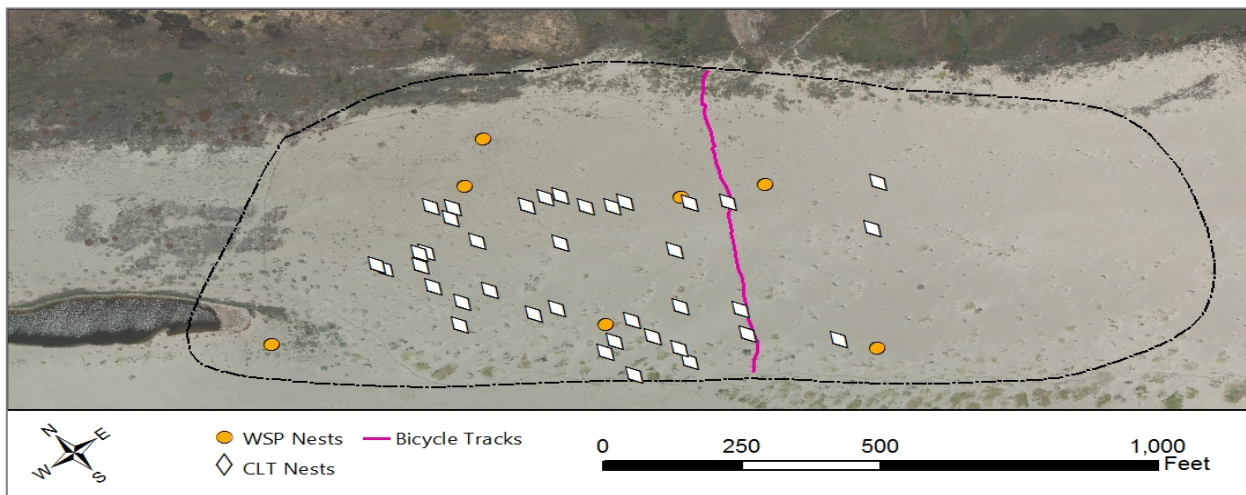 N
E
W
S
WSP Nests
Bicycle Tracks
CLT Nests
0 250 500 1,000
Feet